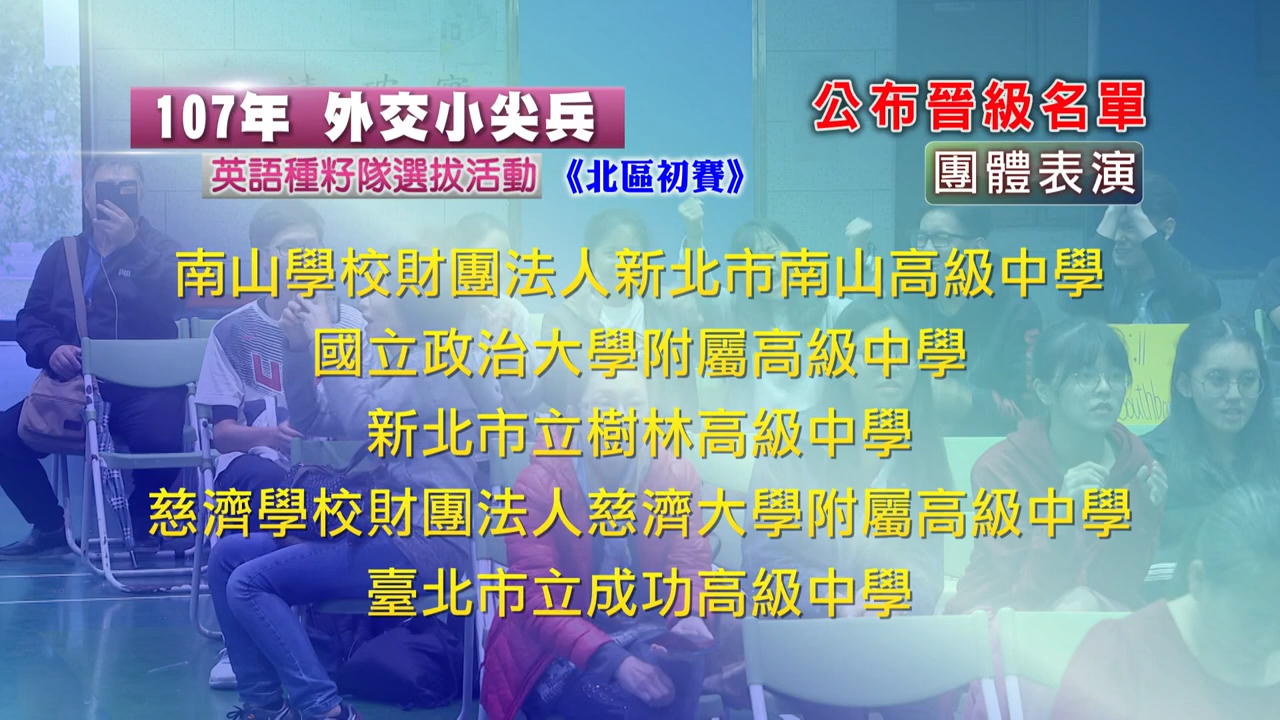 107年 外交小尖兵
英語種籽隊選拔活動 《北區初賽》
公布晉級名單
團體表演
南山學校財團法人新北市南山高級中學
國立政治大學附屬高級中學
新北市立樹林高級中學
慈濟學校財團法人慈濟大學附屬高級中學
臺北市立成功高級中學